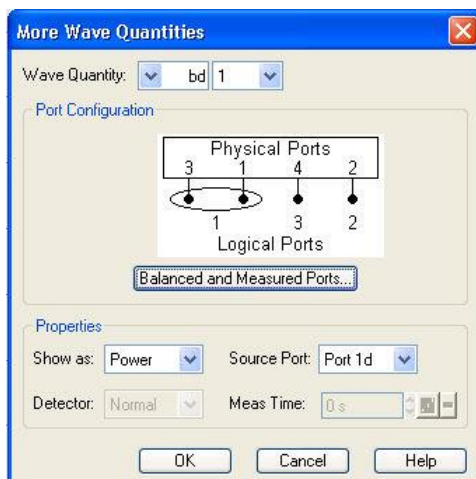 More Wave Quantities
Wave Quantity: bd 1
Port Configuration
Physical Ports
3 1 4 2
1 3 2
Logical Ports
Balanced and Measured Ports...
Properties
Show as: Power Source Port: Port 1d
Detector: Normal Meas Time: 0 s
OK Cancel Help